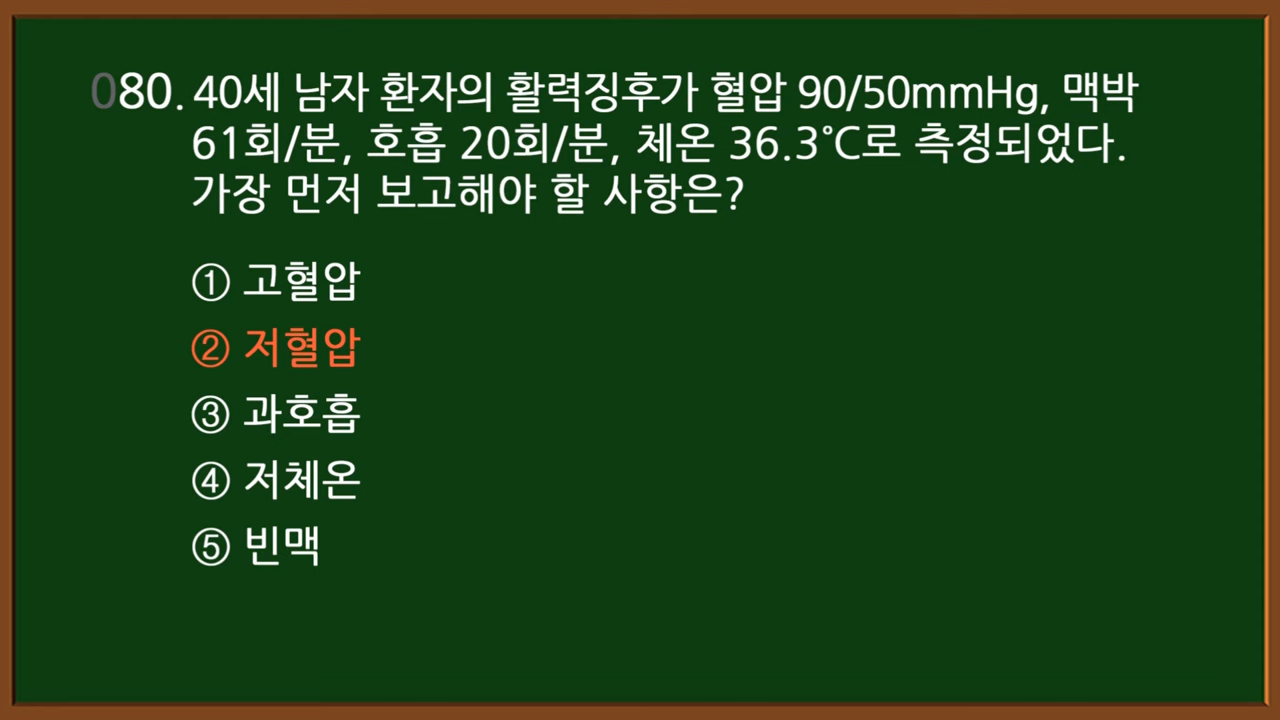 080. 40세 남자 환자의 활력징후가 혈압 90/50mmHg, 맥박
61회/분, 호흡 20회/분, 체온 36.3℃로 측정되었다.
가장 먼저 보고해야 할 사항은?
① 고혈압
② 저혈압
③ 과호흡
④ 저체온
⑤ 빈맥